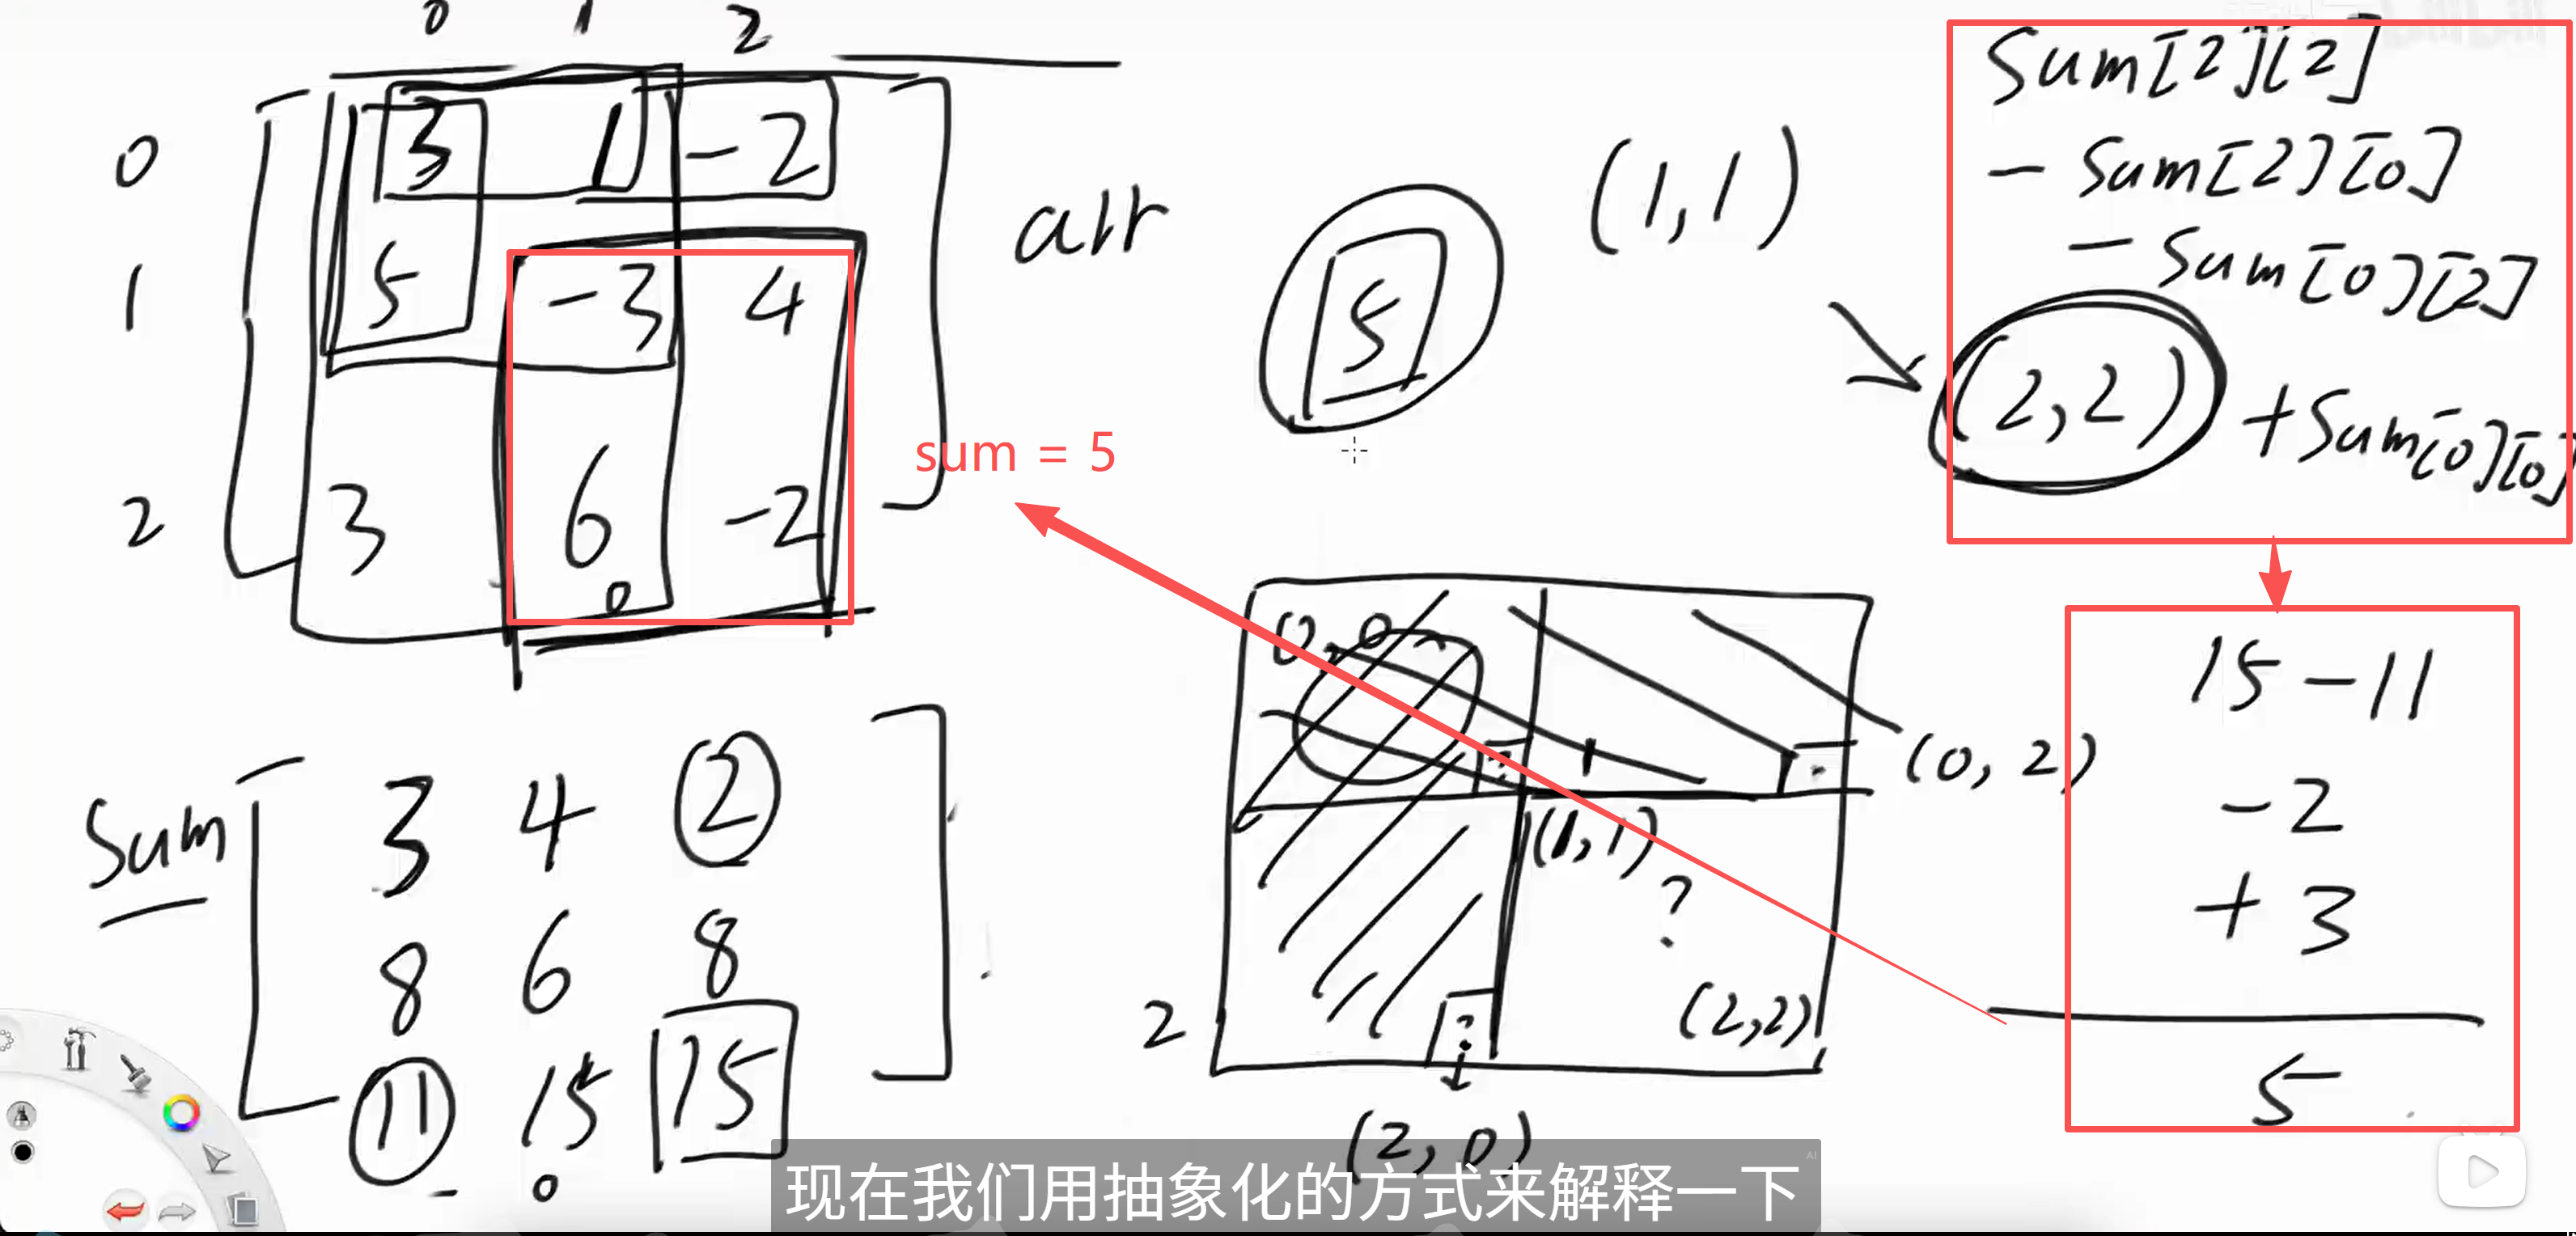 0 1 2
0 3 1 -2
1 5 -3 4
2 3 6 -2
0
arr
5
(1,1)
Sum[2][2]
- Sum[2][0]
- Sum[0][2]
(2,2) + Sum[0][0]
sum = 5
Sum
3 4 2
8 6 8
11 15 15
0
0,0
(0,2)
(1,1)
?
2
(2,2)
(2,0)
15-11
-2
+3
5
现在我们用抽象化的方式来解释一下
AI